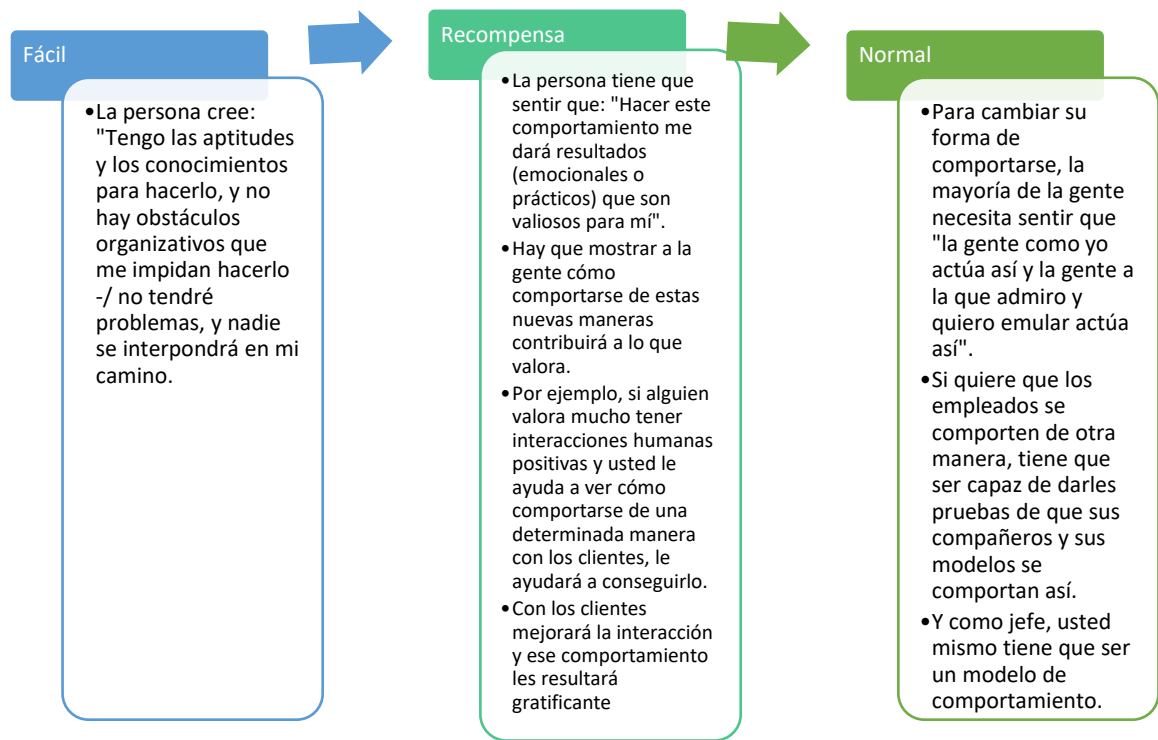 Fácil
•La persona cree:
"Tengo las aptitudes
y los conocimientos
para hacerlo, y no
hay obstáculos
organizativos que
me impidan hacerlo
-/ no tendré
problemas, y nadie
se interpondrá en mi
camino.
Recompensa
•La persona tiene que
sentir que: "Hacer este
comportamiento me
dará resultados
(emocionales o
prácticos) que son
valiosos para mí".
•Hay que mostrar a la
gente cómo
comportarse de estas
nuevas maneras
contribuirá a lo que
valora.
•Por ejemplo, si alguien
valora mucho tener
interacciones humanas
positivas y usted le
ayuda a ver cómo
comportarse de una
determinada manera
con los clientes, le
ayudará a conseguirlo.
•Con los clientes
mejorará la interacción
y ese comportamiento
les resultará
gratificante
Normal
•Para cambiar su
forma de
comportarse, la
mayoría de la gente
necesita sentir que
"la gente como yo
actúa así y la gente a
la que admiro y
quiero emular actúa
así".
•Si quiere que los
empleados se
comporten de otra
manera, tiene que
ser capaz de darles
pruebas de que sus
compañeros y sus
modelos se
comportan así.
•Y como jefe, usted
mismo tiene que ser
un modelo de
comportamiento.